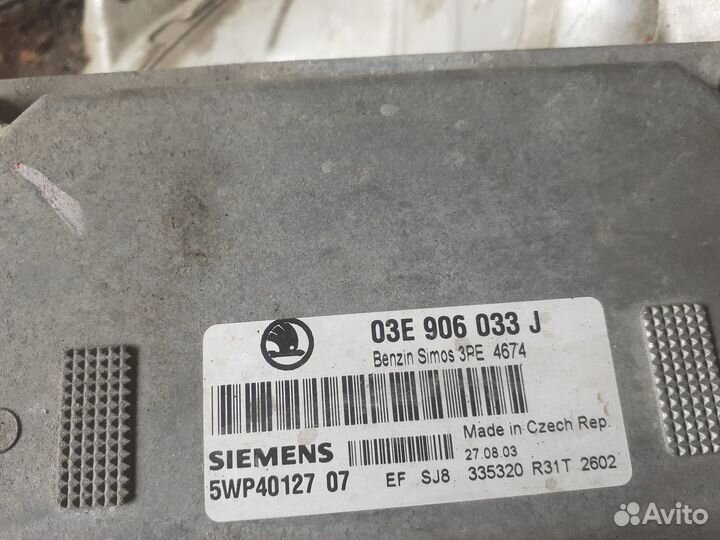 03E 906 033 J
Benzin Simos 3PE 4674
Made in Czech Rep.
SIEMENS
27.08.03
5WP40127 07
EF SJ8 335320 R31T 2602
Avito